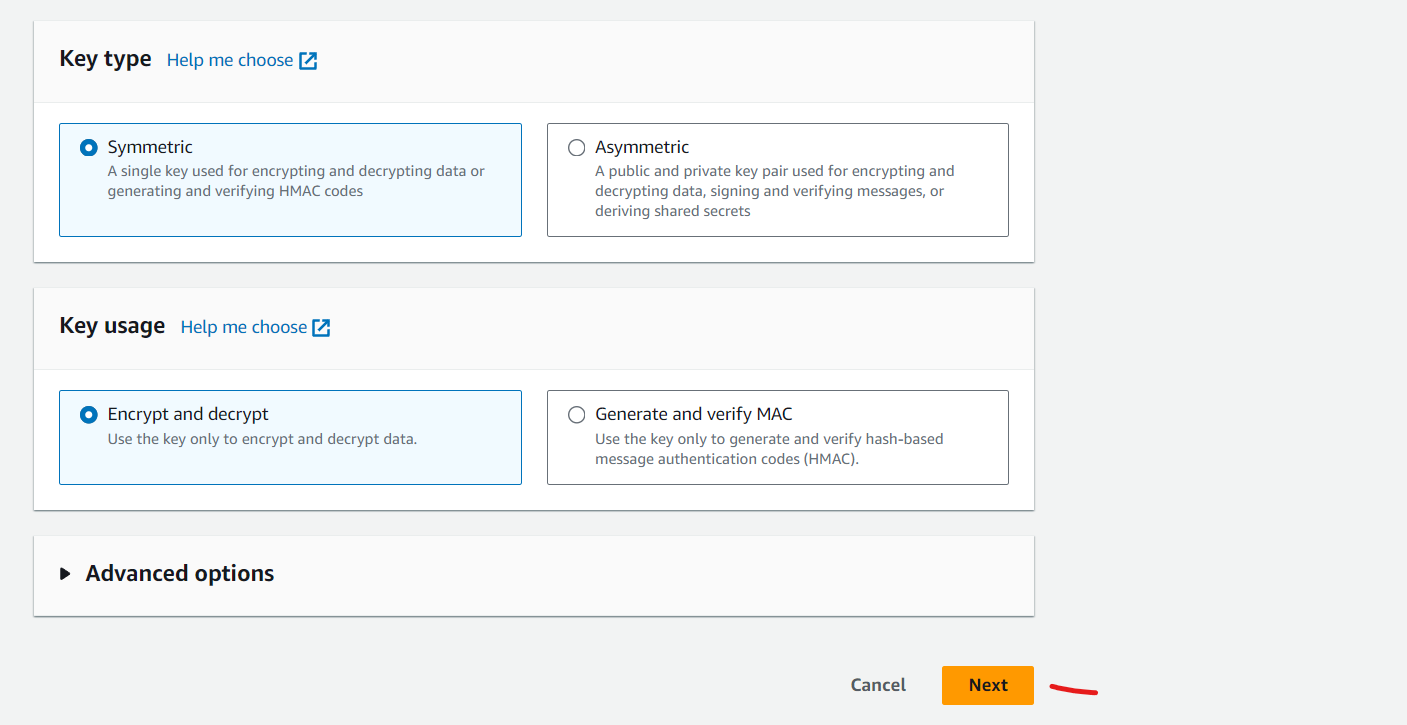 Key type Help me choose
Symmetric
A single key used for encrypting and decrypting data or
generating and verifying HMAC codes
Asymmetric
A public and private key pair used for encrypting and
decrypting data, signing and verifying messages, or
deriving shared secrets
Key usage Help me choose
Encrypt and decrypt
Use the key only to encrypt and decrypt data.
Generate and verify MAC
Use the key only to generate and verify hash-based
message authentication codes (HMAC).
Advanced options
Cancel Next